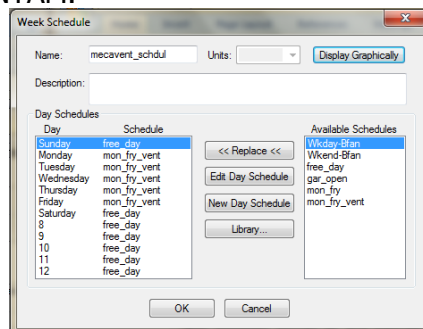 Week Schedule
Name: mecavent_schdul Units: Display Graphically
Description:
Day Schedules
Day Schedule Available Schedules
Sunday free_day
Monday mon_fry_vent
Tuesday mon_fry_vent
Wednesday mon_fry_vent
Thursday mon_fry_vent
Friday mon_fry_vent
Saturday free_day
8 free_day
9 free_day
10 free_day
11 free_day
12 free_day
<< Replace <<
Edit Day Schedule
New Day Schedule
Library...
Wkday-Bfan
Wkend-Bfan
free_day
gar_open
mon_fry
mon_fry_vent
OK Cancel